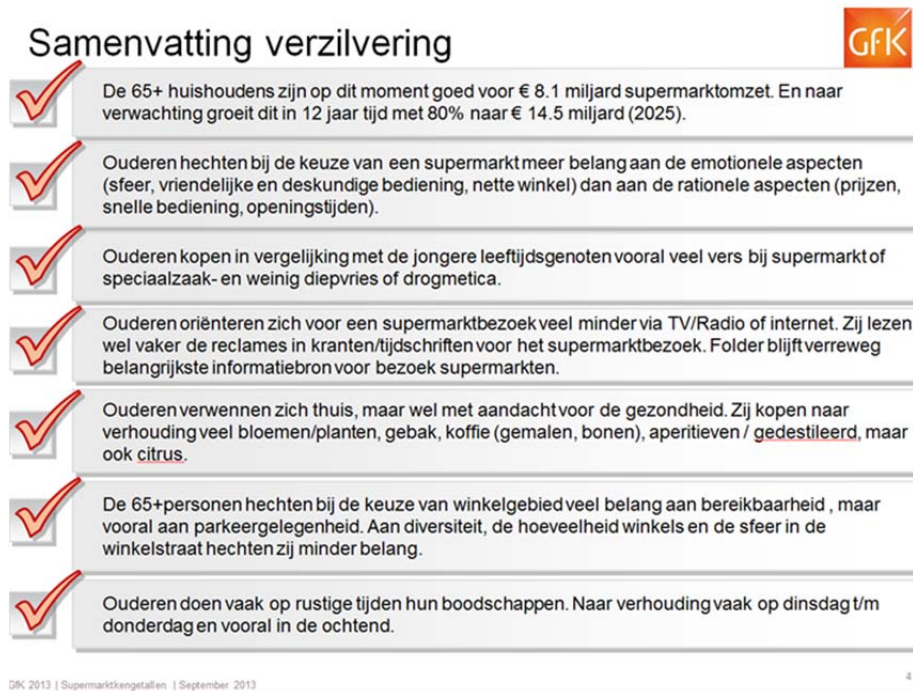 Samenvatting verzilvering
GfK
De 65+ huishoudens zijn op dit moment goed voor € 8.1 miljard supermarktomzet. En naar
verwachting groeit dit in 12 jaar tijd met 80% naar € 14.5 miljard (2025).
Ouderen hechten bij de keuze van een supermarkt meer belang aan de emotionele aspecten
(sfeer, vriendelijke en deskundige bediening, nette winkel) dan aan de rationele aspecten (prijzen,
snelle bediening, openingstijden).
Ouderen kopen in vergelijking met de jongere leeftijdsgenoten vooral veel vers bij supermarkt of
speciaalzaak- en weinig diepvries of drogmetica.
Ouderen oriënteren zich voor een supermarktbezoek veel minder via TV/Radio of internet. Zij lezen
wel vaker de reclames in kranten/tijdschriften voor het supermarktbezoek. Folder blijft verreweg
belangrijkste informatiebron voor bezoek supermarkten.
Ouderen verwennen zich thuis, maar wel met aandacht voor de gezondheid. Zij kopen naar
verhouding veel bloemen/planten, gebak, koffie (gemalen, bonen), aperitieven / gedestileerd, maar
ook citrus.
De 65+personen hechten bij de keuze van winkelgebied veel belang aan bereikbaarheid , maar
vooral aan parkeergelegenheid. Aan diversiteit, de hoeveelheid winkels en de sfeer in de
winkelstraat hechten zij minder belang.
Ouderen doen vaak op rustige tijden hun boodschappen. Naar verhouding vaak op dinsdag t/m
donderdag en vooral in de ochtend.
GfK 2013 | Supermarktkengetallen | September 2013
4